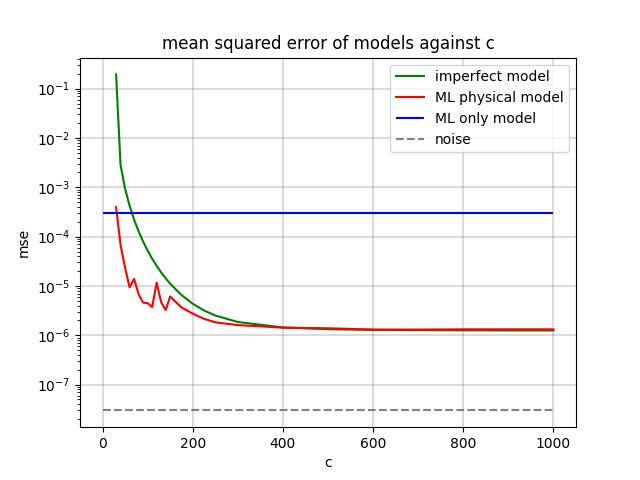 mean squared error of models against c
imperfect model
ML physical model
ML only model
noise
10⁻¹
10⁻²
10⁻³
10⁻⁴
10⁻⁵
10⁻⁶
10⁻⁷
mse
0 200 400 600 800 1000
c